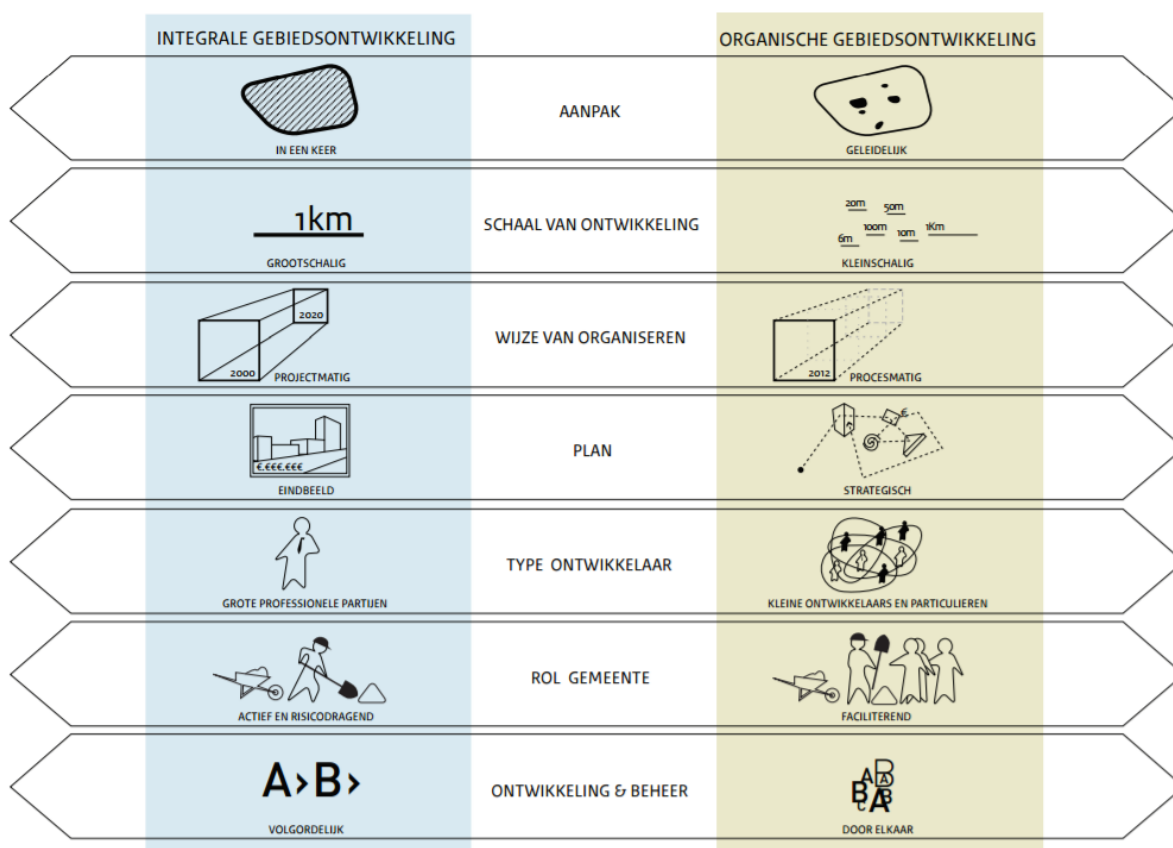 INTEGRALE GEBIEDSONTWIKKELING
ORGANISCHE GEBIEDSONTWIKKELING
AANPAK
IN EEN KEER
GELEIDELIJK
1km
SCHAAL VAN ONTWIKKELING
20m 50m
6m 100m 10m 1Km
GROOTSCHALIG
KLEINSCHALIG
2020
WIJZE VAN ORGANISEREN
2000
2012
PROJECTMATIG
PROCESMATIG
€
PLAN
€.€€€.€€€
EINDBEELD
STRATEGISCH
TYPE ONTWIKKELAAR
GROTE PROFESSIONELE PARTIJEN
KLEINE ONTWIKKELAARS EN PARTICULIEREN
ROL GEMEENTE
ACTIEF EN RISICODRAGEND
FACILITEREND
A›B›
ONTWIKKELING & BEHEER
A B A
B A B
C
VOLGORDELIJK
DOOR ELKAAR